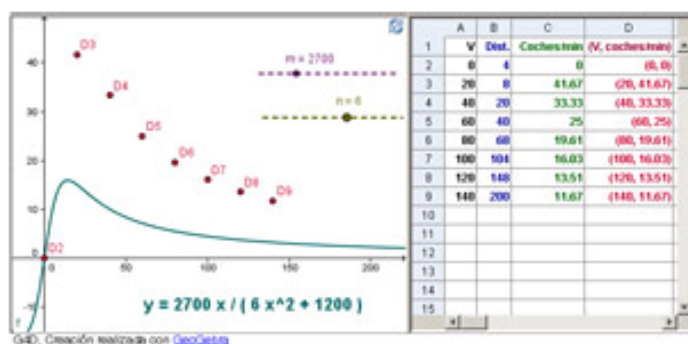 D3
D4
D5
D6
D7
D8
D9
D2
m = 2700
n = 6
40
30
20
10
0
0 50 100 150 200
-10
f
y = 2700 x / ( 6 x^2 + 1200 )
A B C D
1 V Dist. Coches/min (V, coches/min)
2 0 4 0 (0, 0)
3 20 8 41.67 (20, 41.67)
4 40 20 33.33 (40, 33.33)
5 60 40 25 (60, 25)
6 80 68 19.61 (80, 19.61)
7 100 104 16.03 (100, 16.03)
8 120 148 13.51 (120, 13.51)
9 140 200 11.67 (140, 11.67)
10
11
12
13
14
15
G4D. Creación realizada con GeoGebra